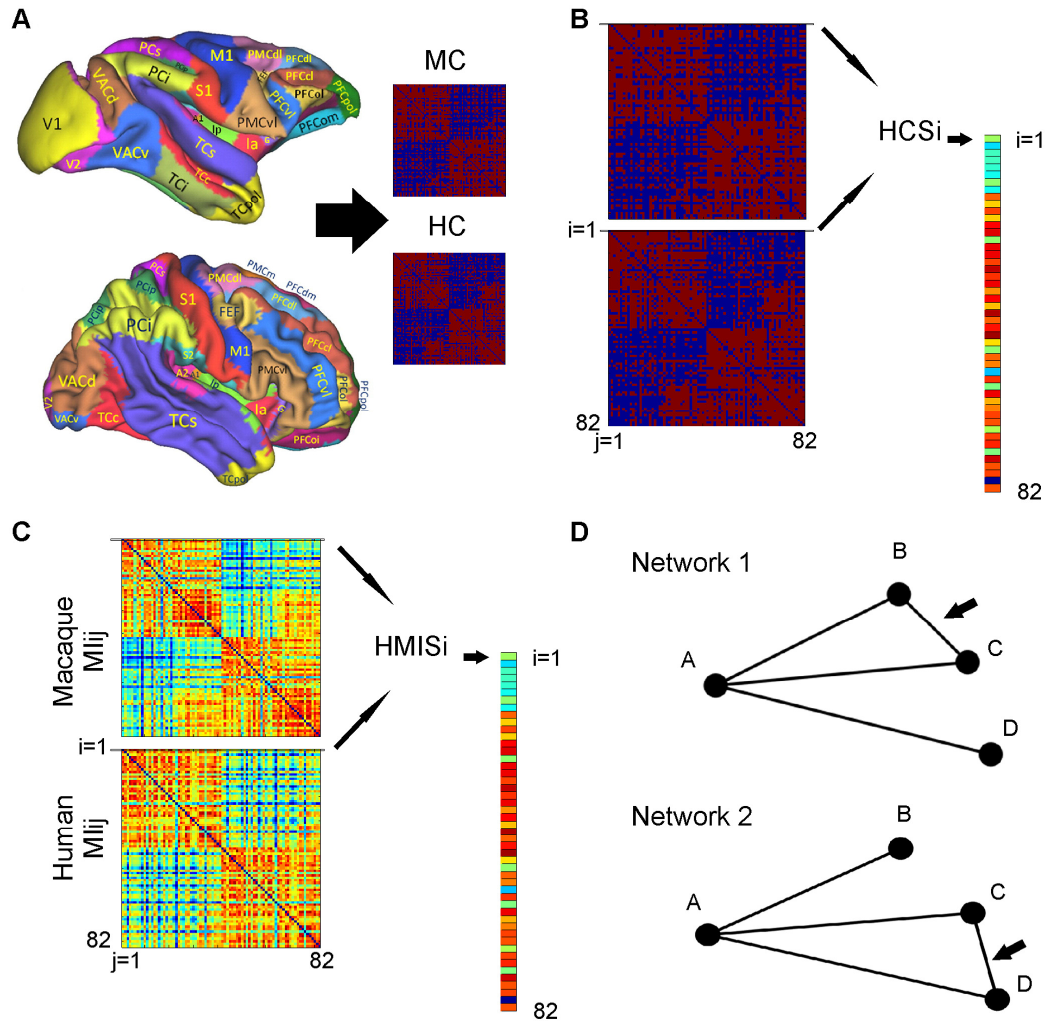 A
PCs
M1
PMCdl
PFCdl
PCip
FEF
PFCcl
PCi
VACd
S1
PFCol
PFCpol
V1
A1
Ip
PMCvl
PFCvl
PFCom
Ia
G
VACv
TCs
V2
TCc
TCi
TCpol
MC
HC
PCs
PMCdl
PMCm
PFCdm
PCip
S1
PFCdl
FEF
PCi
PFCcl
S2
M1
VACd
A2
Ip
PMCvl
PFCvl
PFCol
PFCpol
V2
VACv
TCc
TCs
Ia
G
PFCoi
TCpol
B
HCSi
i=1
i=1
82
j=1
82
82
C
Macaque
MIij
HMISi
i=1
i=1
Human
MIij
82
j=1
82
82
D
Network 1
B
A
C
D
Network 2
B
A
C
D